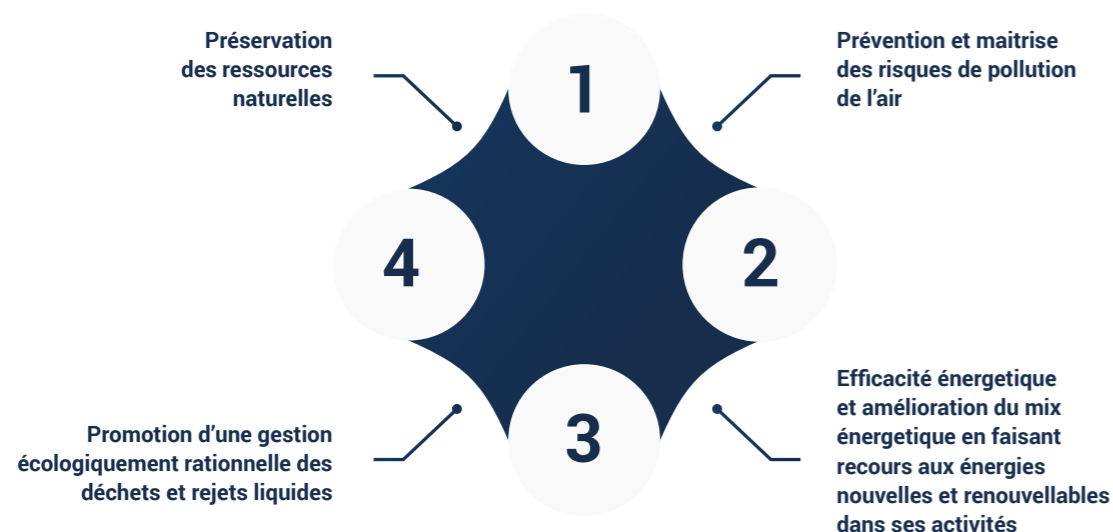 Préservation
des ressources
naturelles
1
Prévention et maitrise
des risques de pollution
de l’air
4
2
Promotion d’une gestion
écologiquement rationnelle des
déchets et rejets liquides
3
Efficacité énergetique
et amélioration du mix
énergetique en faisant
recours aux énergies
nouvelles et renouvellables
dans ses activités